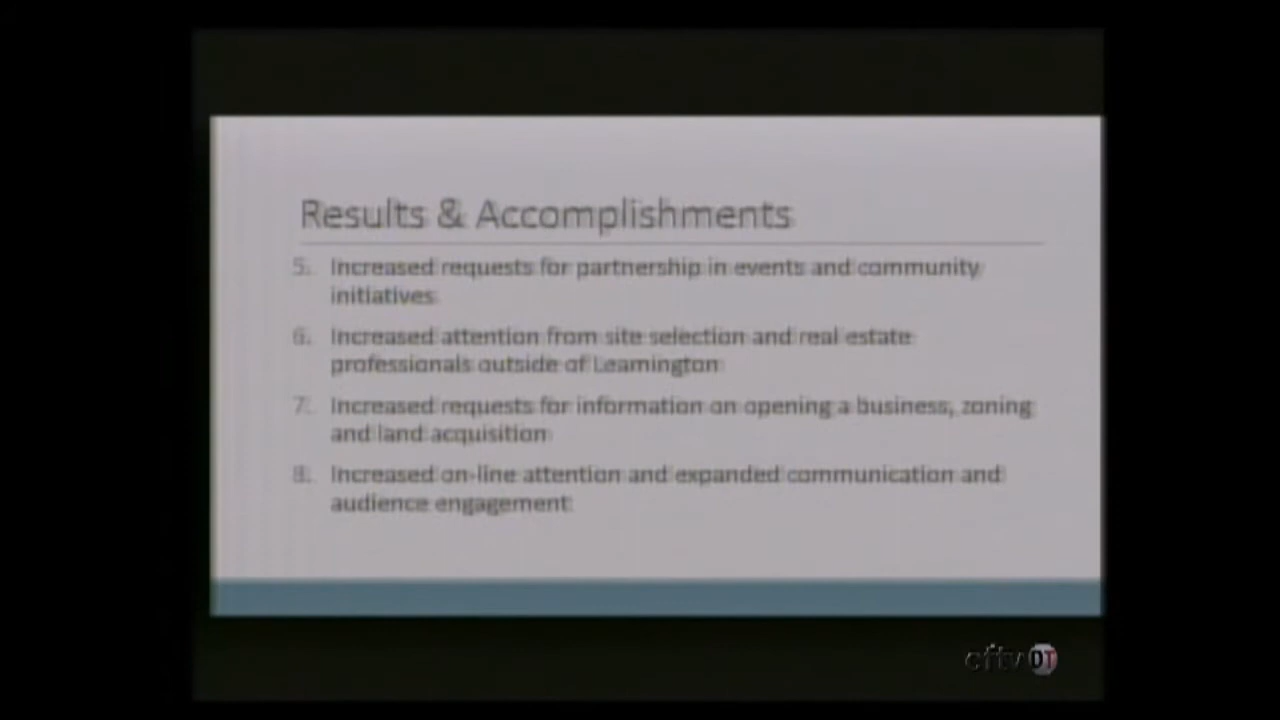 Results & Accomplishments
5. Increased requests for partnership in events and community
initiatives
6. Increased attention from site selection and real estate
professionals outside of Leamington
7. Increased requests for information on opening a business, zoning
and land acquisition
8. Increased on-line attention and expanded communication and
audience engagement
cftv DT